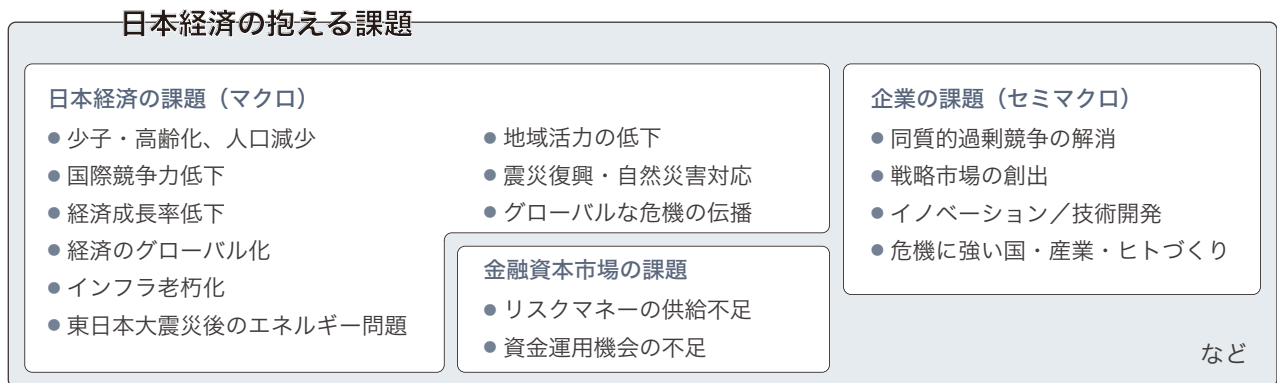 日本経済の抱える課題
日本経済の課題（マクロ）
● 少子・高齢化、人口減少
● 国際競争力低下
● 経済成長率低下
● 経済のグローバル化
● インフラ老朽化
● 東日本大震災後のエネルギー問題
● 地域活力の低下
● 震災復興・自然災害対応
● グローバルな危機の伝播
金融資本市場の課題
● リスクマネーの供給不足
● 資金運用機会の不足
企業の課題（セミマクロ）
● 同質的過剰競争の解消
● 戦略市場の創出
● イノベーション／技術開発
● 危機に強い国・産業・ヒトづくり
など